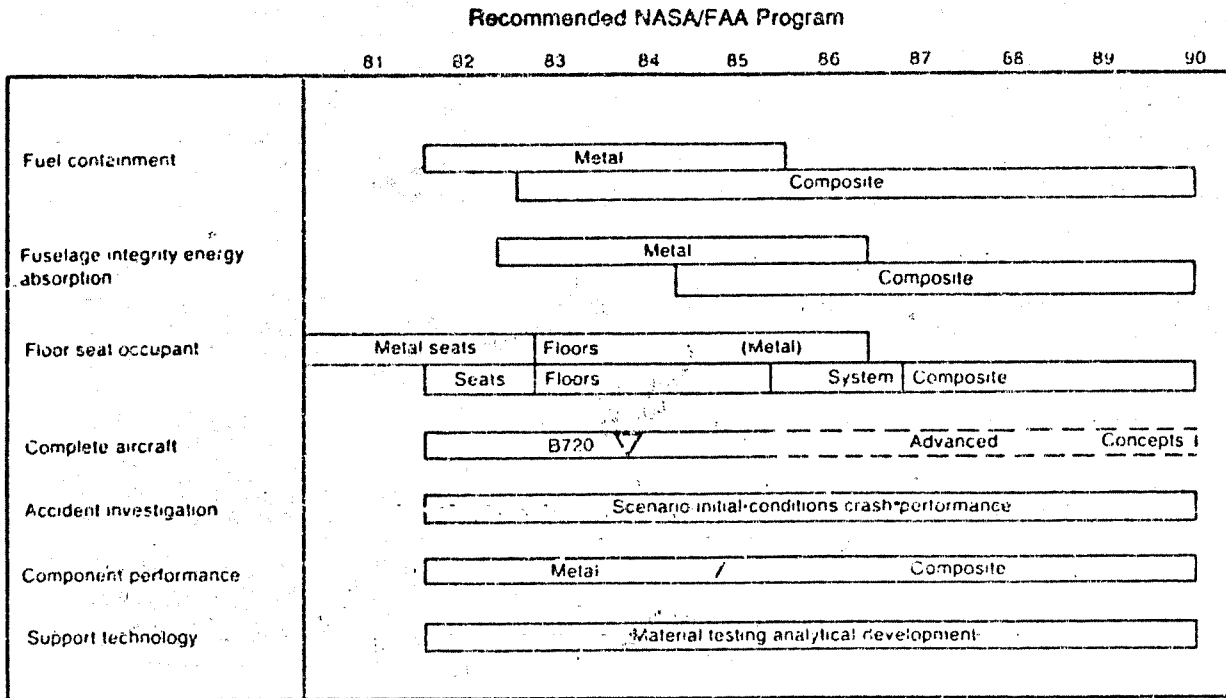 Recommended NASA/FAA Program
81 82 83 84 85 86 87 68 89 90
Fuel containment
Metal
Composite
Fuselage integrity energy
absorption
Metal
Composite
Floor seat occupant
Metal seats Floors (Metal)
Seats Floors System Composite
Complete aircraft
B720 Advanced Concepts
Accident investigation
Scenario initial conditions crash performance
Component performance
Metal / Composite
Support technology
Material testing analytical development